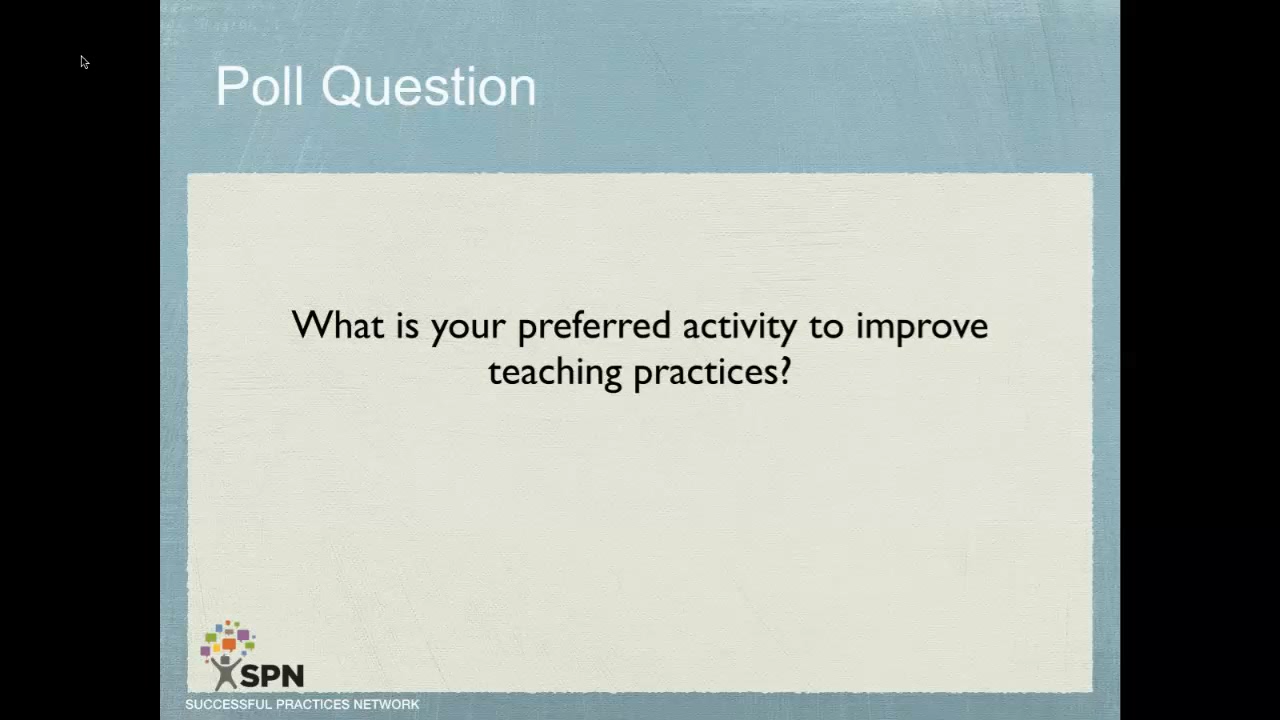 Poll Question
What is your preferred activity to improve
teaching practices?
SPN
SUCCESSFUL PRACTICES NETWORK